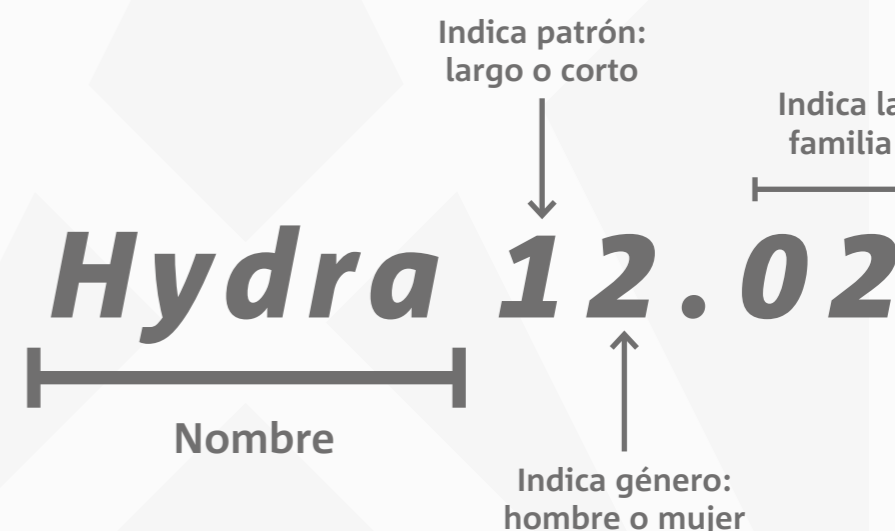 Indica patrón:
largo o corto
Indica la
familia
Hydra 12.02
Nombre
Indica género:
hombre o mujer